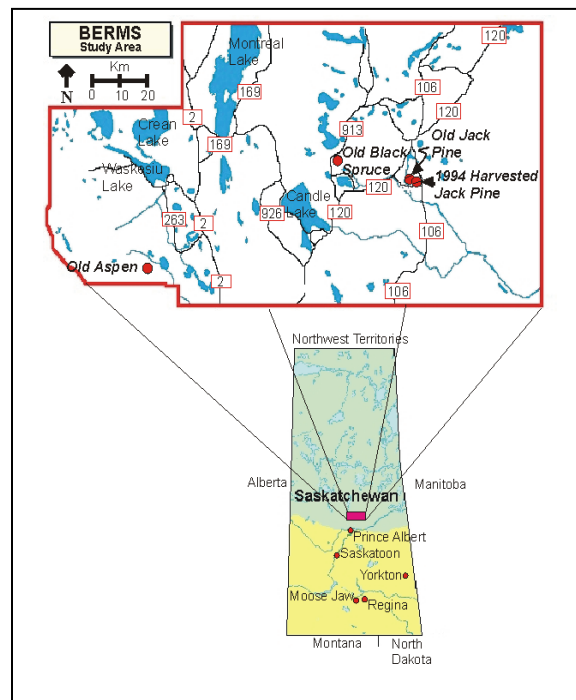 BERMS
Study Area
Km
N
0 10 20
Montreal
Lake
120
169
106
2
120
Crean
Lake
913
169
Old Jack
Pine
Waskesiu
Lake
Old Black
Spruce
120
1994 Harvested
Jack Pine
Candle
Lake
263
2
926
120
106
Old Aspen
2
106
Northwest Territories
Alberta
Manitoba
Saskatchewan
Prince Albert
Saskatoon
Yorkton
Moose Jaw
Regina
Montana
North
Dakota